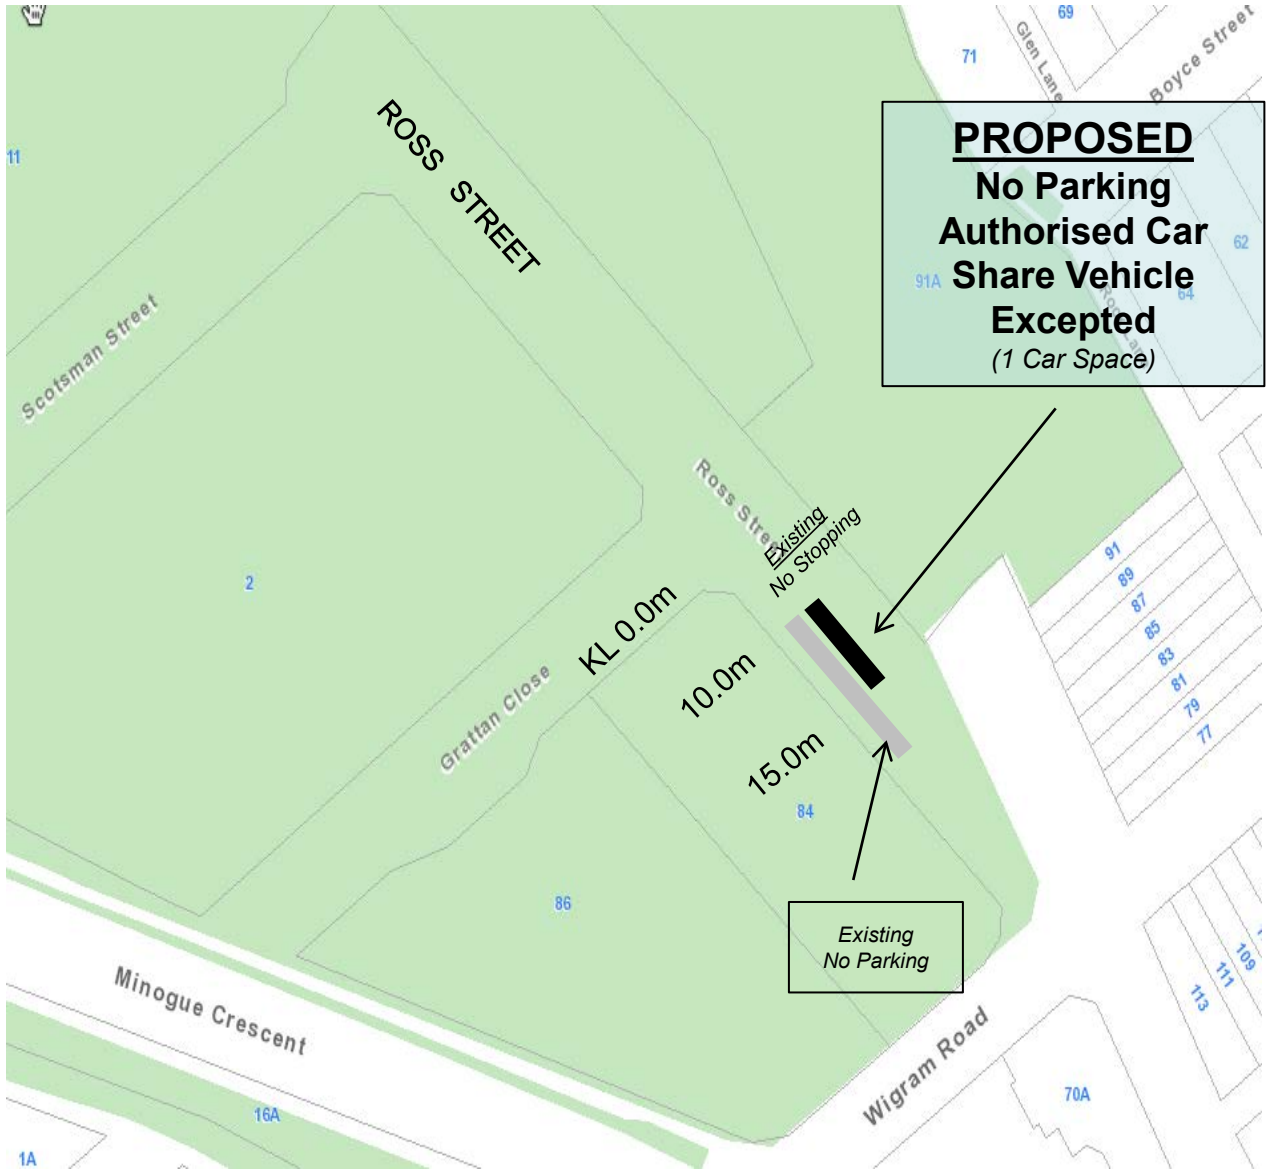 69
Glen Lane
71
Boyce Street
PROPOSED
No Parking
Authorised Car
Share Vehicle
Excepted
(1 Car Space)
11
ROSS STREET
62
91A
64
Scotsman Street
Ross Street
Existing
No Stopping
91
89
87
85
83
81
79
77
2
KL 0.0m
10.0m
15.0m
Grattan Close
84
86
Existing
No Parking
109
111
113
Minogue Crescent
Wigram Road
70A
16A
1A